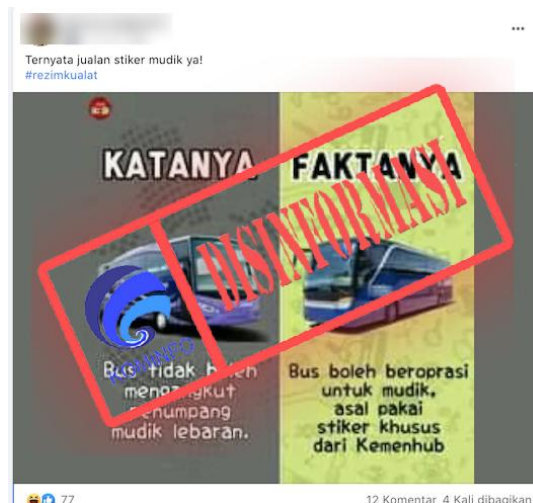 Ternyata jualan stiker mudik ya!
#rezimkualat
KATANYA
FAKTANYA
DISINFORMASI
KOMINFO
Bus tidak boleh
mengangkut
penumpang
mudik lebaran.
Bus boleh beroprasi
untuk mudik,
asal pakai
stiker khusus
dari Kemenhub
77
12 Komentar 4 Kali dibagikan